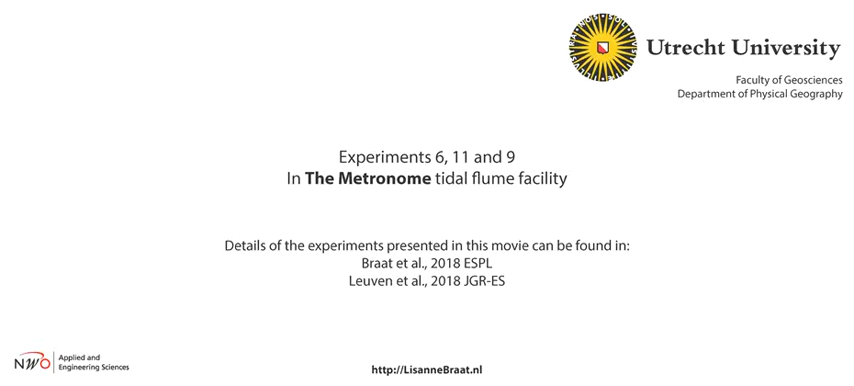 Utrecht University
Faculty of Geosciences
Department of Physical Geography
Experiments 6, 11 and 9
In The Metronome tidal flume facility
Details of the experiments presented in this movie can be found in:
Braat et al., 2018 ESPL
Leuven et al., 2018 JGR-ES
NWO
Applied and
Engineering Sciences
http://LisanneBraat.nl